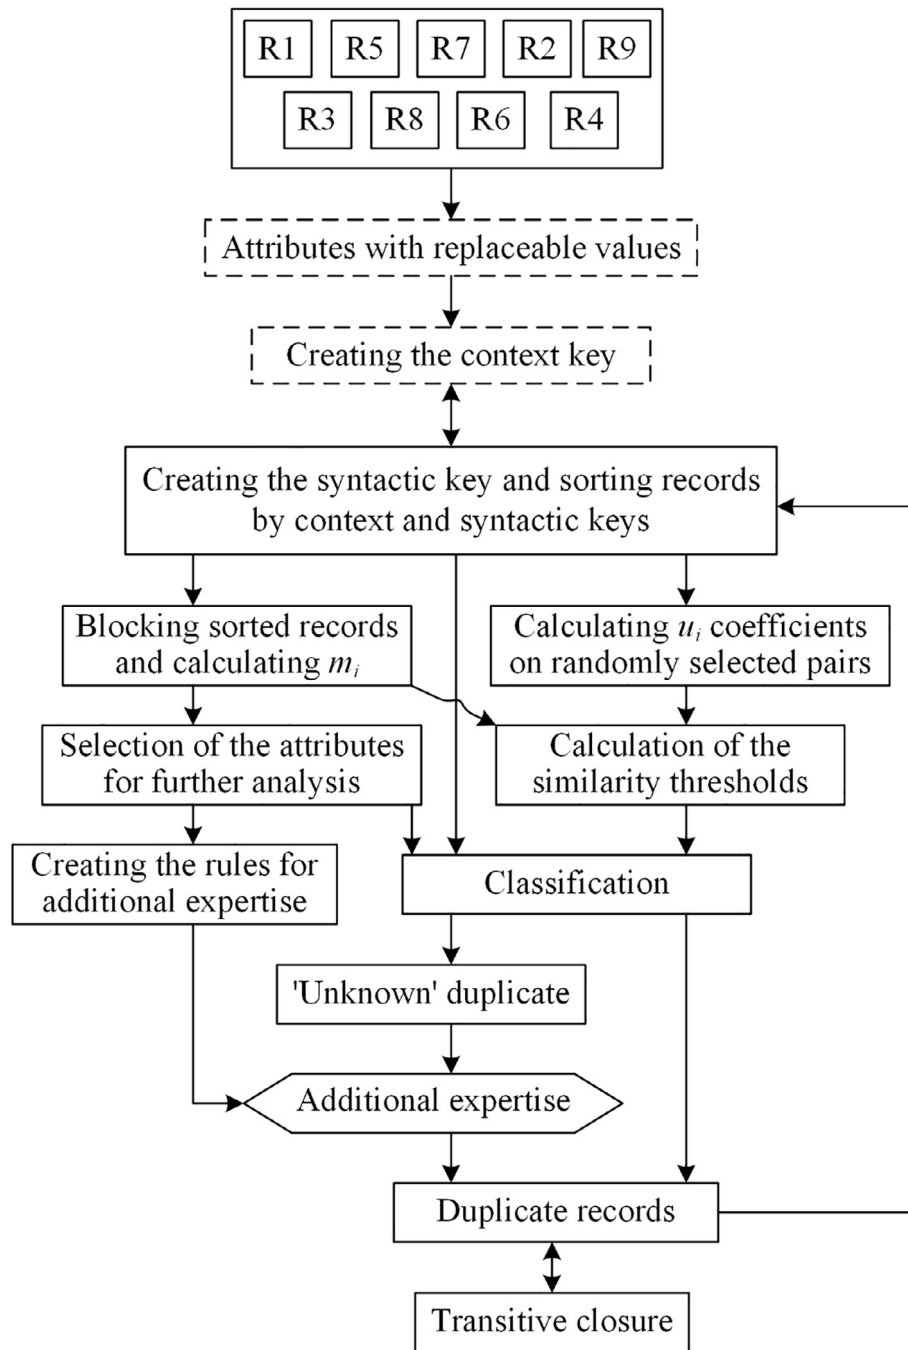 R1 R5 R7 R2 R9
R3 R8 R6 R4
Attributes with replaceable values
Creating the context key
Creating the syntactic key and sorting records
by context and syntactic keys
Blocking sorted records
and calculating mᵢ
Calculating uᵢ coefficients
on randomly selected pairs
Selection of the attributes
for further analysis
Calculation of the
similarity thresholds
Creating the rules for
additional expertise
Classification
'Unknown' duplicate
Additional expertise
Duplicate records
Transitive closure